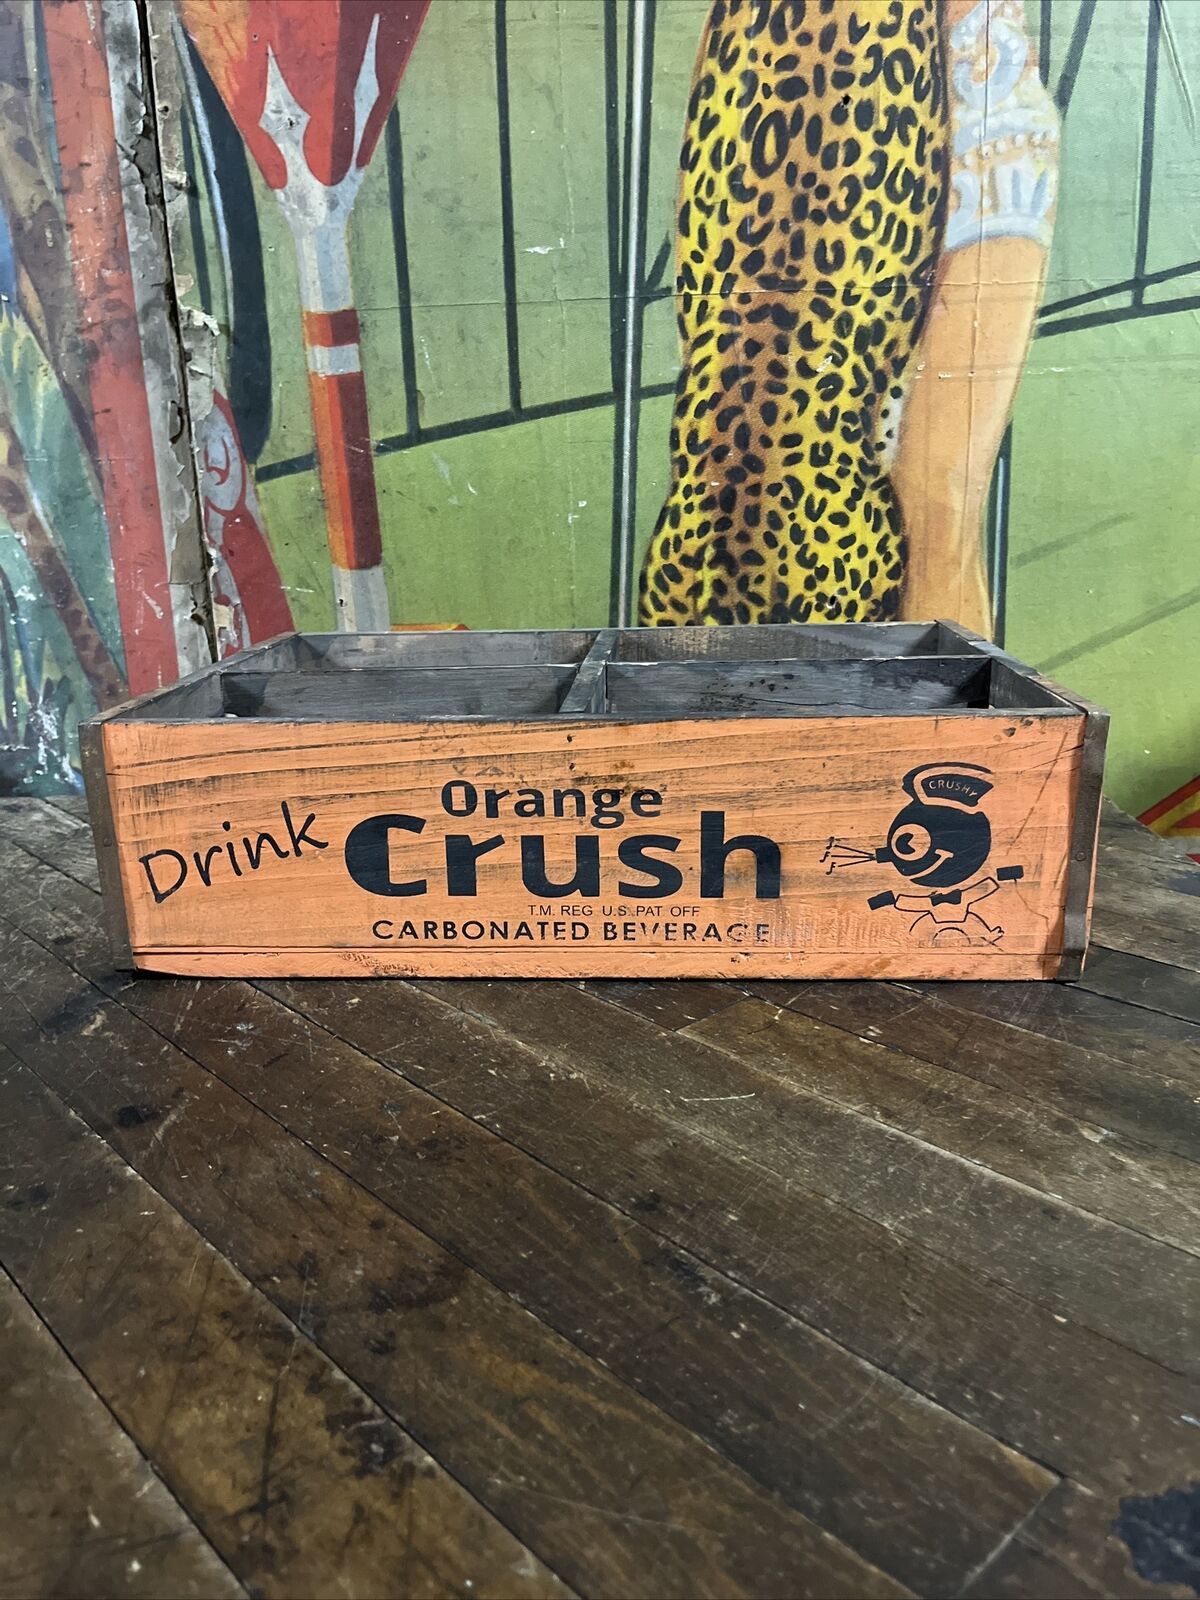 Drink
Orange
Crush
T.M. REG U.S. PAT OFF
CARBONATED BEVERAGE
CRUSHY